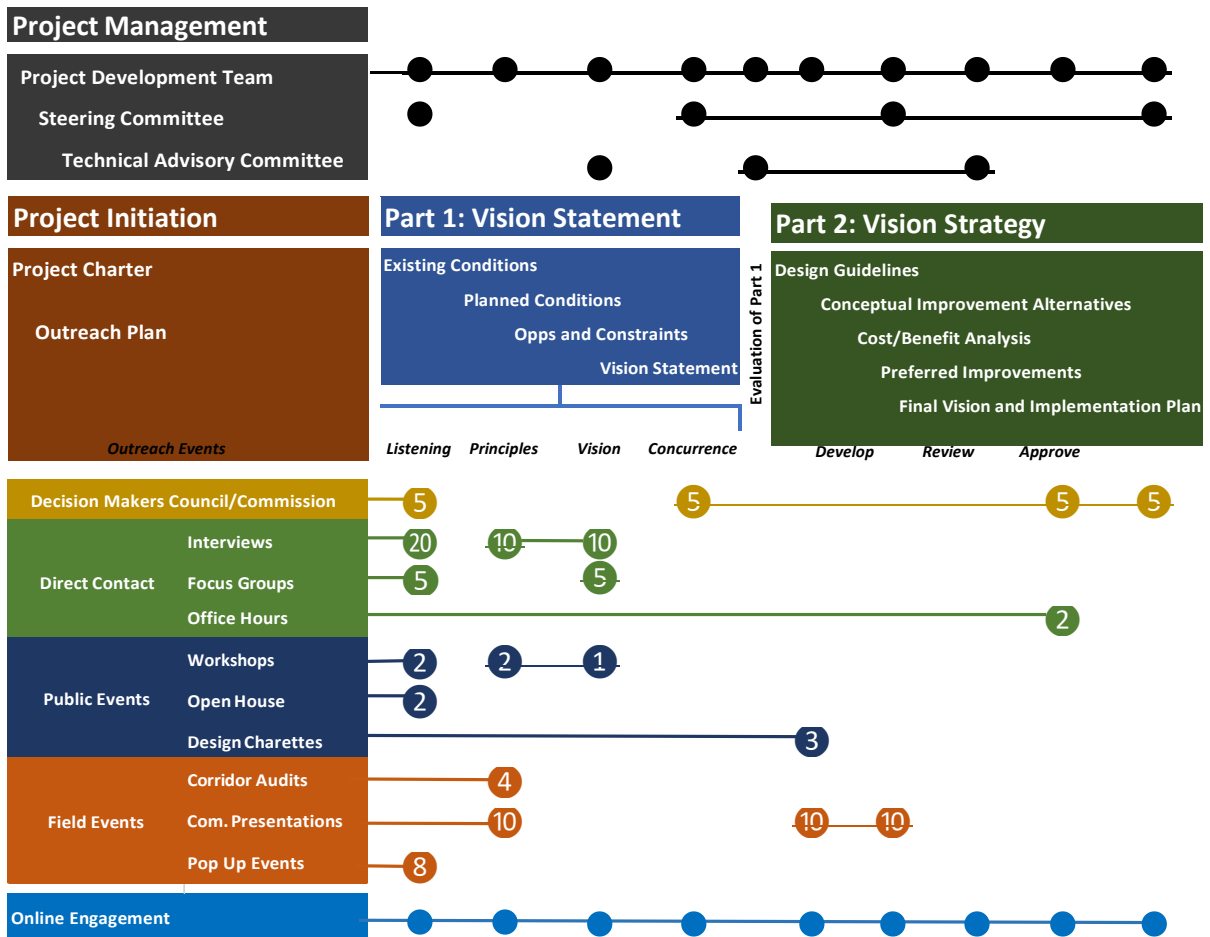 Project Management
Project Development Team
Steering Committee
Technical Advisory Committee
Project Initiation
Project Charter
Outreach Plan
Outreach Events
Part 1: Vision Statement
Existing Conditions
Planned Conditions
Opps and Constraints
Vision Statement
Evaluation of Part 1
Part 2: Vision Strategy
Design Guidelines
Conceptual Improvement Alternatives
Cost/Benefit Analysis
Preferred Improvements
Final Vision and Implementation Plan
Listening Principles Vision Concurrence Develop Review Approve
Decision Makers Council/Commission 5 5 5 5
Direct Contact
Interviews 20 10 10
Focus Groups 5 5
Office Hours 2
Public Events
Workshops 2 2 1
Open House 2
Design Charettes 3
Field Events
Corridor Audits 4
Com. Presentations 10 10 10
Pop Up Events 8
Online Engagement